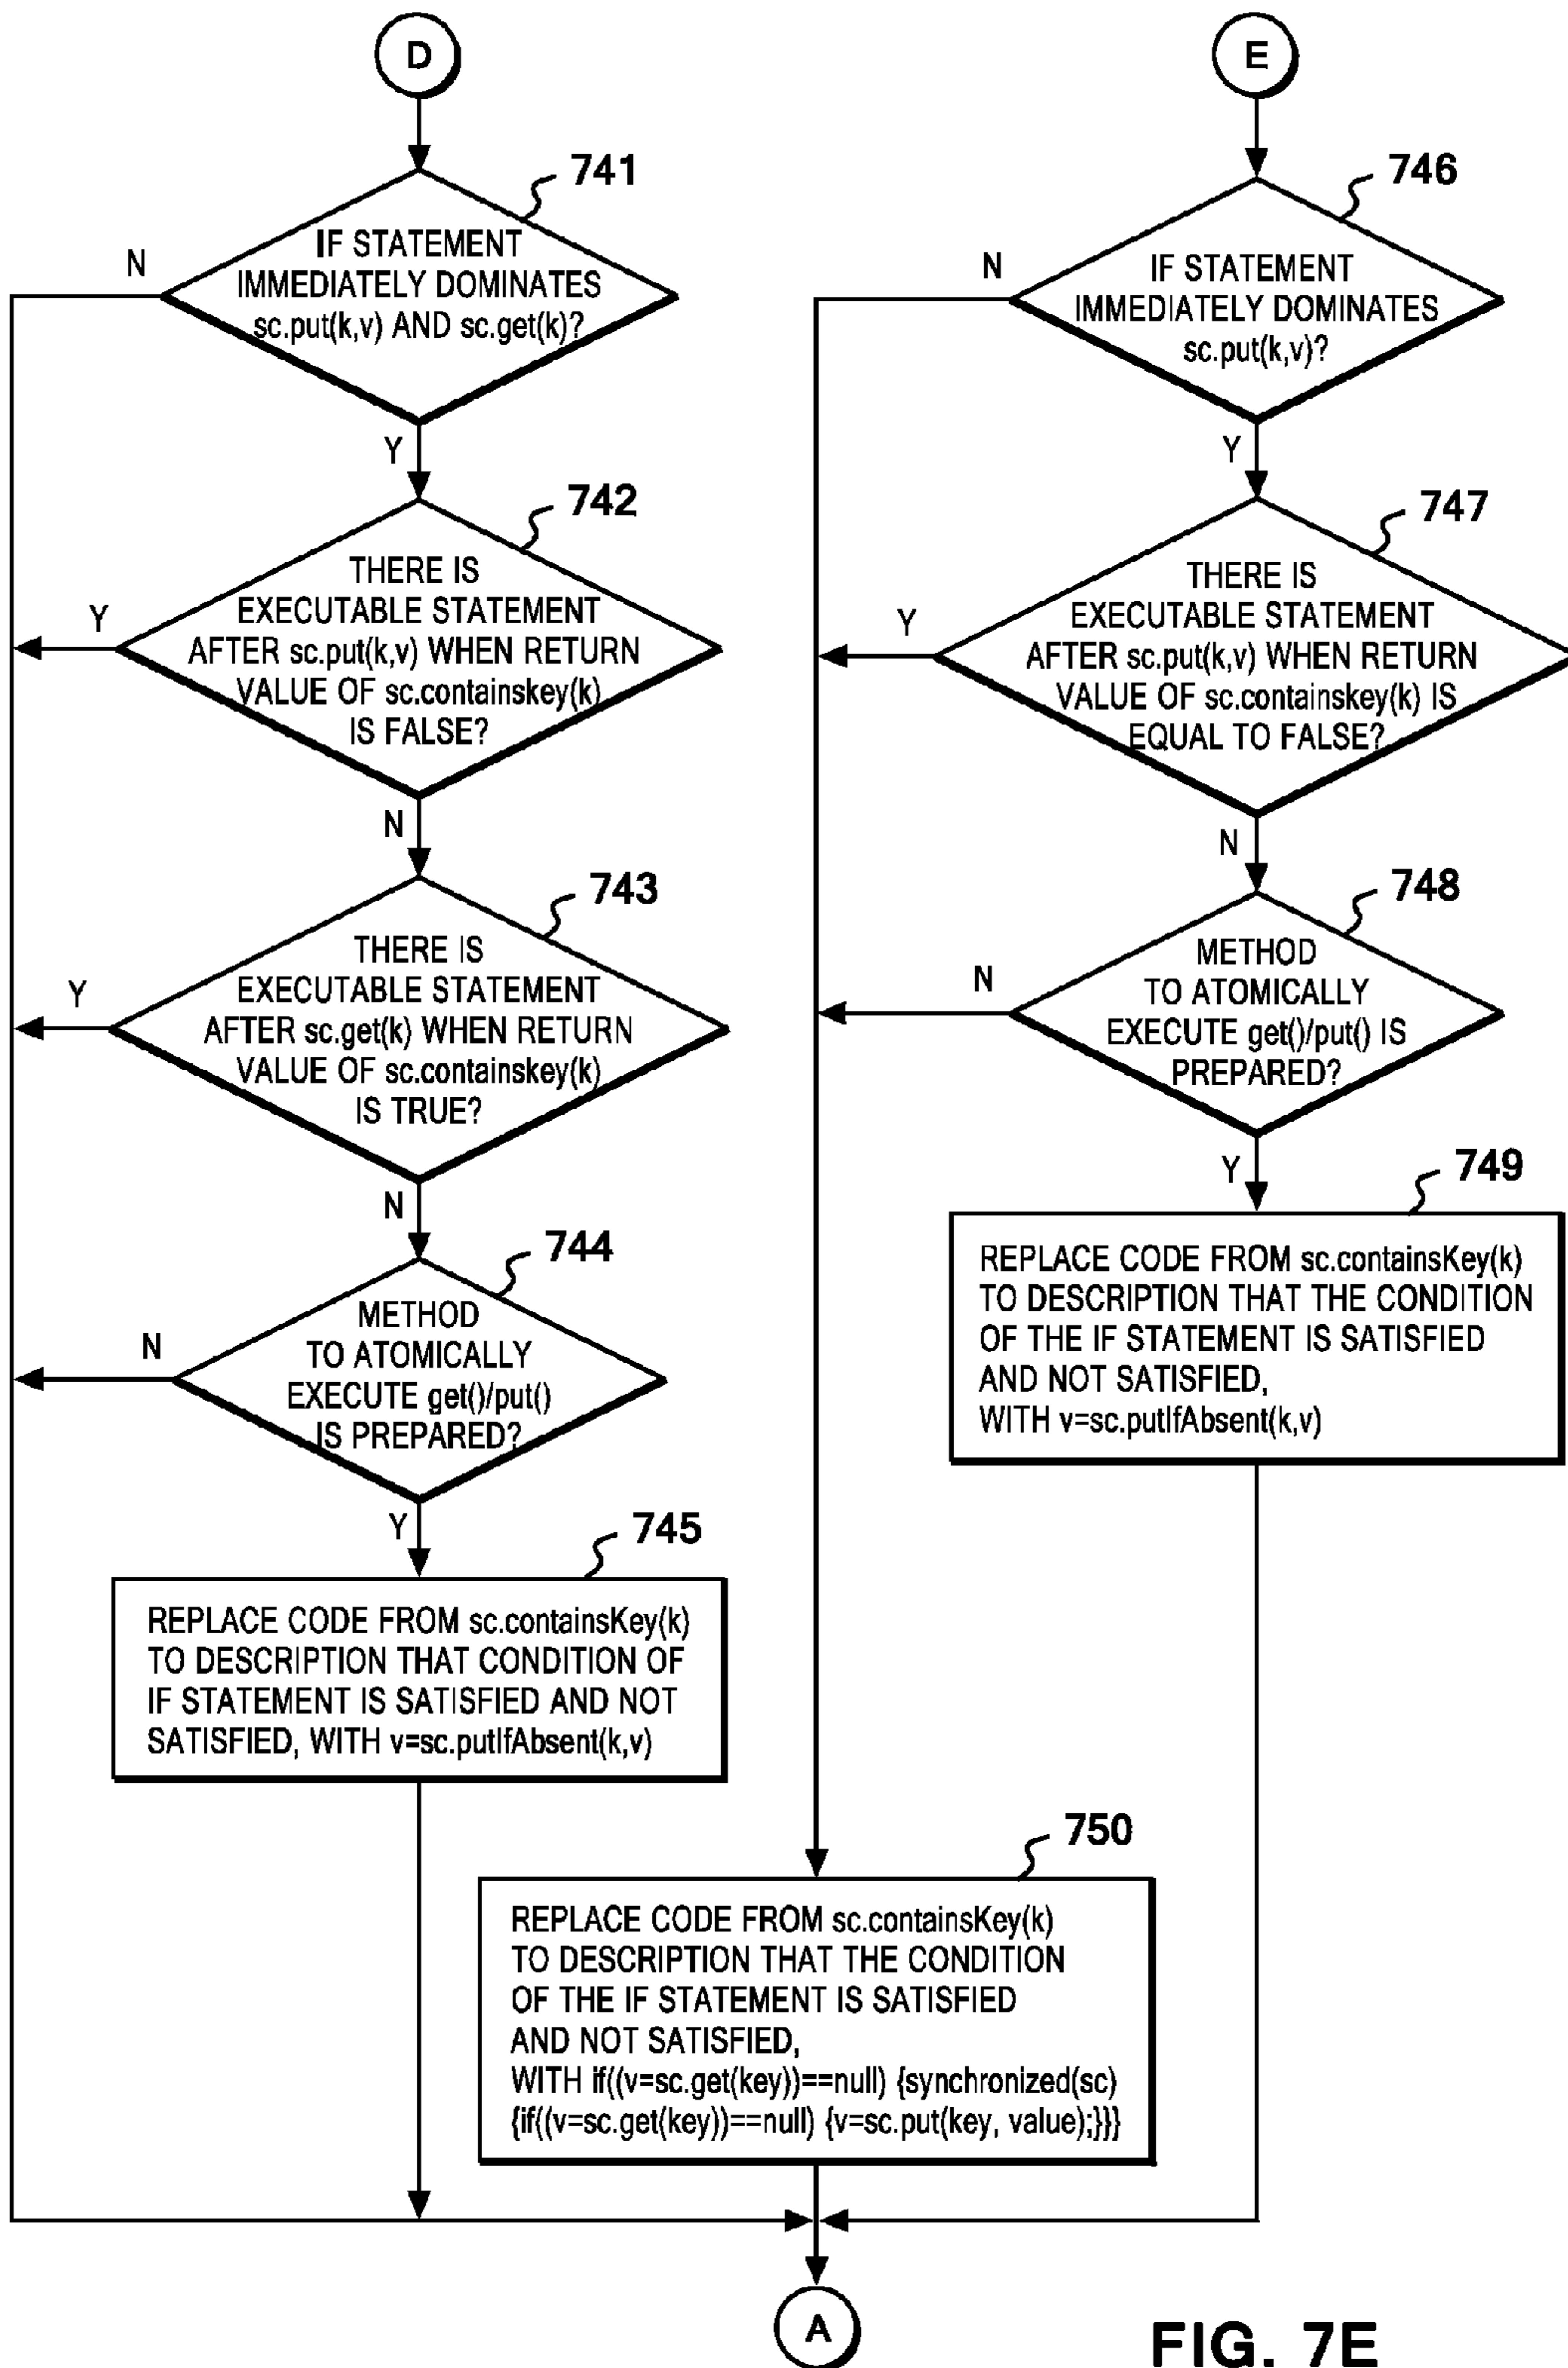 D
741
IF STATEMENT
IMMEDIATELY DOMINATES
sc.put(k,v) AND sc.get(k)?
N
Y
742
THERE IS
EXECUTABLE STATEMENT
AFTER sc.put(k,v) WHEN RETURN
VALUE OF sc.containskey(k)
IS FALSE?
Y
N
743
THERE IS
EXECUTABLE STATEMENT
AFTER sc.get(k) WHEN RETURN
VALUE OF sc.containskey(k)
IS TRUE?
Y
N
744
METHOD
TO ATOMICALLY
EXECUTE get()/put()
IS PREPARED?
N
Y
745
REPLACE CODE FROM sc.containsKey(k)
TO DESCRIPTION THAT CONDITION OF
IF STATEMENT IS SATISFIED AND NOT
SATISFIED, WITH v=sc.putIfAbsent(k,v)
E
746
IF STATEMENT
IMMEDIATELY DOMINATES
sc.put(k,v)?
N
Y
747
THERE IS
EXECUTABLE STATEMENT
AFTER sc.put(k,v) WHEN RETURN
VALUE OF sc.containskey(k) IS
EQUAL TO FALSE?
Y
N
748
METHOD
TO ATOMICALLY
EXECUTE get()/put() IS
PREPARED?
N
Y
749
REPLACE CODE FROM sc.containsKey(k)
TO DESCRIPTION THAT THE CONDITION
OF THE IF STATEMENT IS SATISFIED
AND NOT SATISFIED,
WITH v=sc.putIfAbsent(k,v)
750
REPLACE CODE FROM sc.containsKey(k)
TO DESCRIPTION THAT THE CONDITION
OF THE IF STATEMENT IS SATISFIED
AND NOT SATISFIED,
WITH if((v=sc.get(key))==null) {synchronized(sc)
{if((v=sc.get(key))==null) {v=sc.put(key, value);}}}
A
FIG. 7E